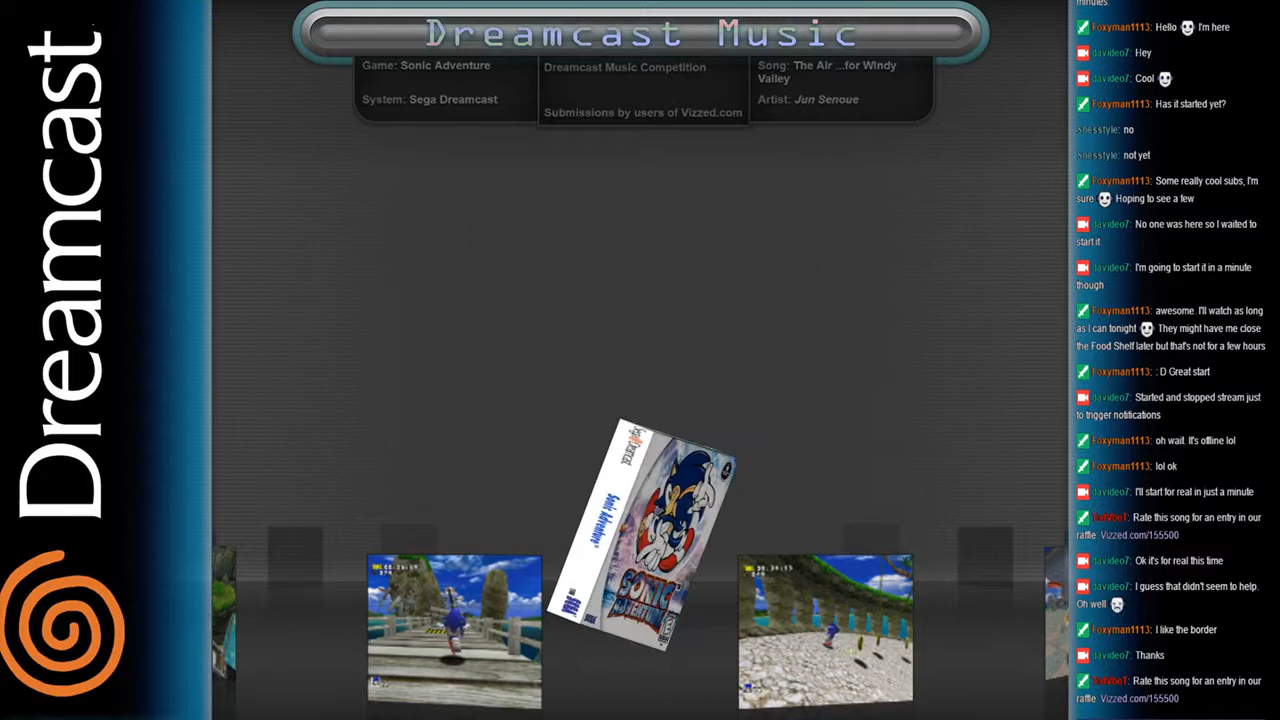 Dreamcast
Dreamcast Music
Game: Sonic Adventure
System: Sega Dreamcast
Dreamcast Music Competition
Submissions by users of Vizzed.com
Song: The Air ...for Windy
Valley
Artist: Jun Senoue
Sonic Adventure
SONIC
ADVENTURE
minutes.
Foxyman1113: Hello I'm here
davideo7: Hey
davideo7: Cool
Foxyman1113: Has it started yet?
Snesstyle: no
Snesstyle: not yet
Foxyman1113: Some really cool subs, I'm
sure Hoping to see a few
davideo7: No one was here so I waited to
start it
davideo7: I'm going to start it in a minute
though
Foxyman1113: awesome. I'll watch as long
as I can tonight They might have me close
the Food Shelf later but that's not for a few hours
Foxyman1113: : D Great start
davideo7: Started and stopped stream just
to trigger notifications
Foxyman1113: oh wait. It's offline lol
Foxyman1113: lol ok
davideo7: I'll start for real in just a minute
TedVboT: Rate this song for an entry in our
raffle Vizzed.com/155500
davideo7: Ok it's for real this time
davideo7: I guess that didn't seem to help.
Oh well
Foxyman1113: I like the border
davideo7: Thanks
TedVboT: Rate this song for an entry in our
raffle Vizzed.com/155500